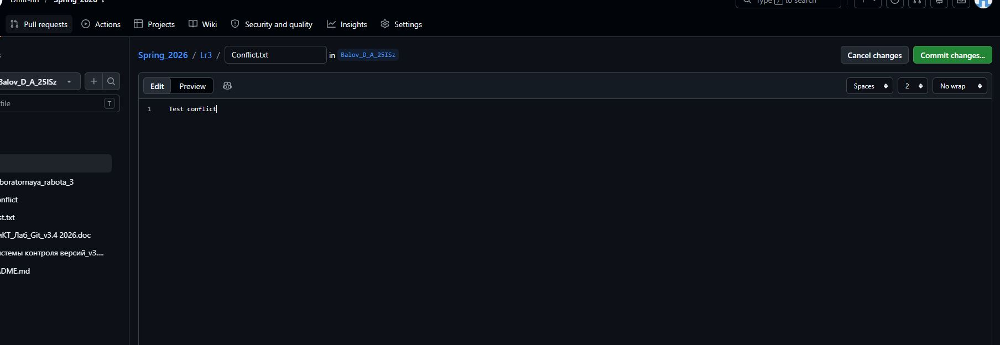 Spring_2026
Type / to search
Pull requests Actions Projects Wiki Security and quality Insights Settings
Spring_2026 / Lr3 / Conflict.txt in Balov_D_A_25ISz
Cancel changes Commit changes...
Balov_D_A_25ISz
file T
Edit Preview
Spaces 2 No wrap
1 Test conflict
boratornaya_rabota_3
onflict
st.txt
иКТ_Лаб_Git_v3.4 2026.doc
истемы контроля версий_v3....
ADME.md